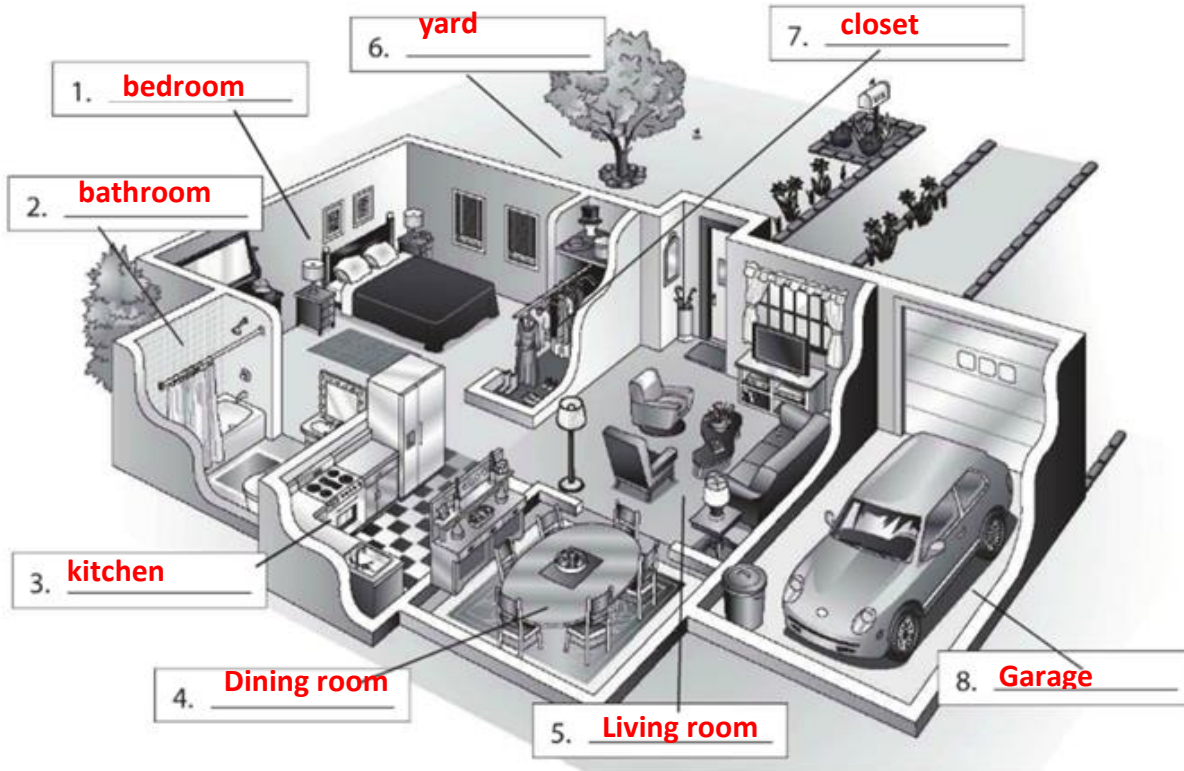 1. bedroom
2. bathroom
3. kitchen
4. Dining room
5. Living room
6. yard
7. closet
8. Garage